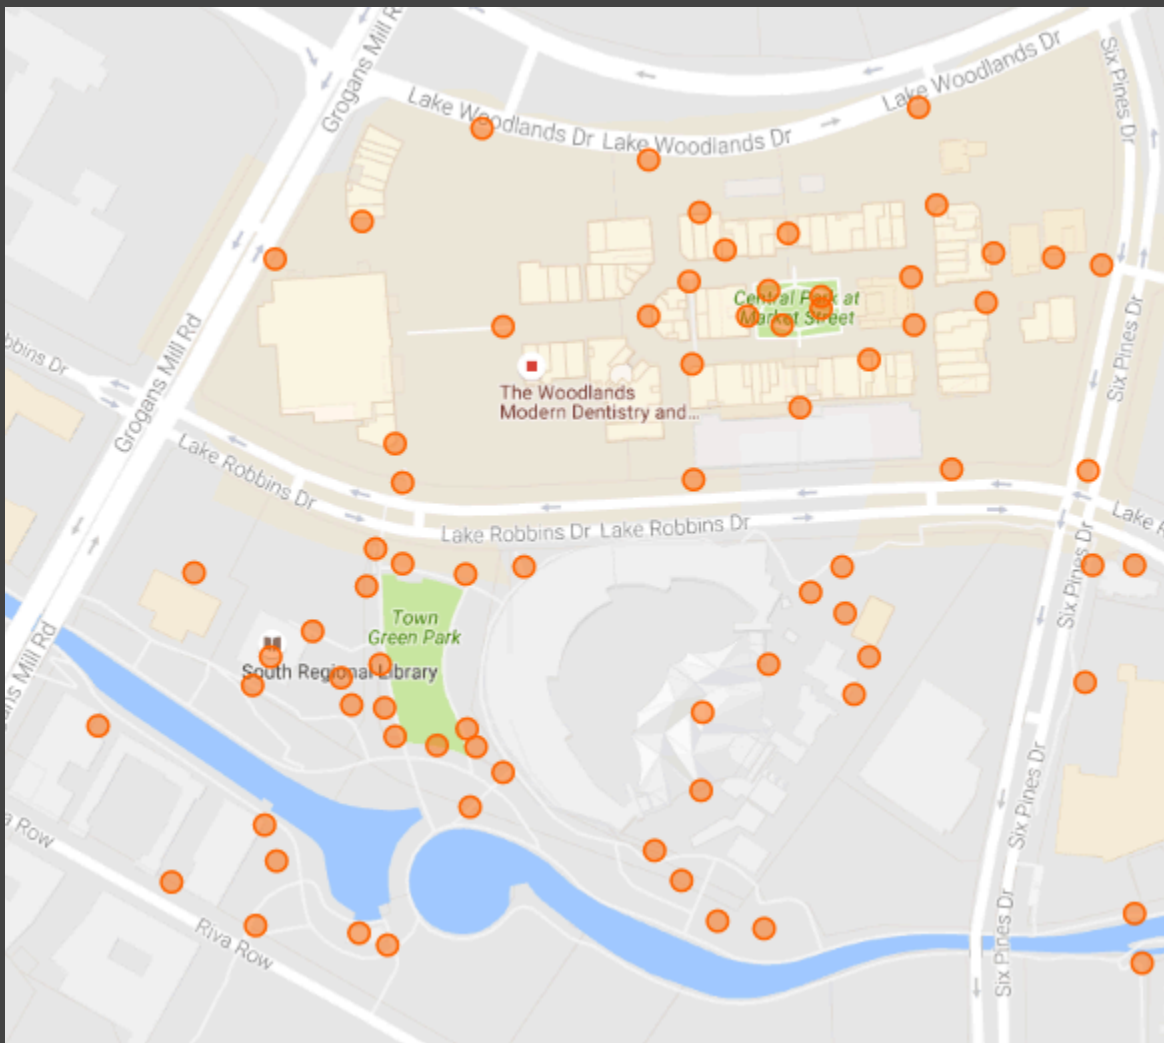 Grogans Mill Rd
Lake Woodlands Dr
Lake Woodlands Dr
Lake Woodlands Dr
Six Pines Dr
Central Park at
Market Street
Six Pines Dr
Grogans Mill Rd
The Woodlands
Modern Dentistry and...
Lake Robbins Dr
Lake Robbins Dr
Lake Robbins Dr
Lake R
Six Pines Dr
Town
Green Park
South Regional Library
Mill Rd
Six Pines Dr
Row
Riva Row
Six Pines Dr